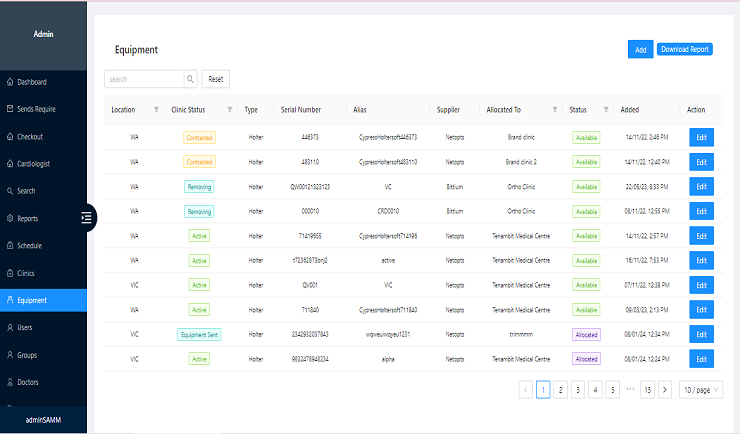 Admin
Dashboard
Sends Require
Checkout
Cardiologist
Search
Reports
Schedule
Clinics
Equipment
Users
Groups
Doctors
adminSAMM
Equipment
Add Download Report
search Reset
Location Clinic Status Type Serial Number Alias Supplier Allocated To Status Added Action
WA Contracted Holter 446373 CypressHoltersoft446373 Netopts Brand clinic Available 14/11/22, 2:46 PM Edit
WA Contracted Holter 483110 CypressHoltersoft483110 Netopts Brand clinic 2 Available 14/11/22, 12:40 PM Edit
WA Removing Holter QW00121323123 VC Bittium Ortho Clinic Available 22/05/23, 8:33 PM Edit
WA Removing Holter 000010 CRD0010 Bittium Ortho Clinic Available 08/11/22, 12:55 PM Edit
WA Active Holter 71419655 CypressHoltersoft714196 Netopts Tenambit Medical Centre Available 14/11/22, 2:57 PM Edit
WA Active Holter active Netopts Tenambit Medical Centre Available 16/11/22, 7:53 PM Edit
VIC Active Holter QV001 VIC Netopts Tenambit Medical Centre Available 07/11/22, 12:38 PM Edit
WA Active Holter 711840 CypressHoltersoft711840 Netopts Tenambit Medical Centre Available 09/03/23, 2:13 PM Edit
VIC Equipment Sent Holter 2342932037843 Netopts trimmmm Allocated 08/01/24, 12:34 PM Edit
VIC Active Holter 9832478948234 alpha Netopts Tenambit Medical Centre Allocated 08/01/24, 12:24 PM Edit
< 1 2 3 4 5 ••• 15 > 10 / page